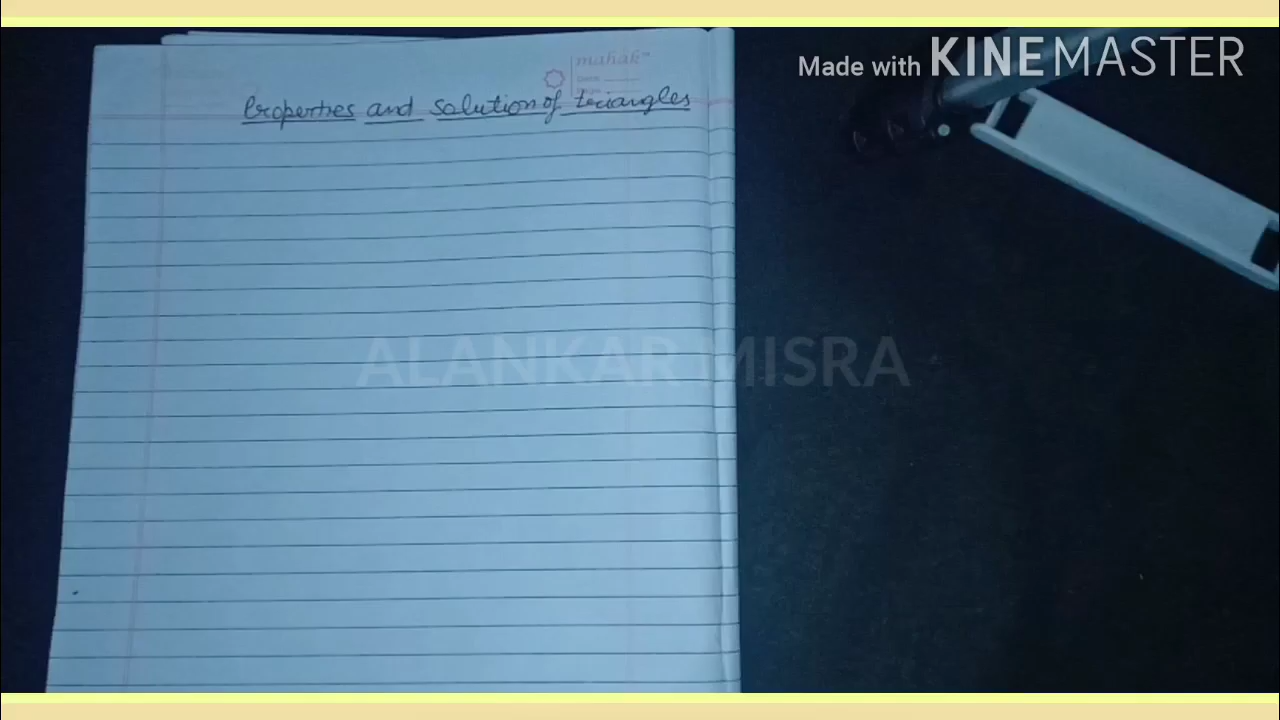 Made with KINEMASTER
mahak
Properties and solution of triangles
ALANKAR MISRA